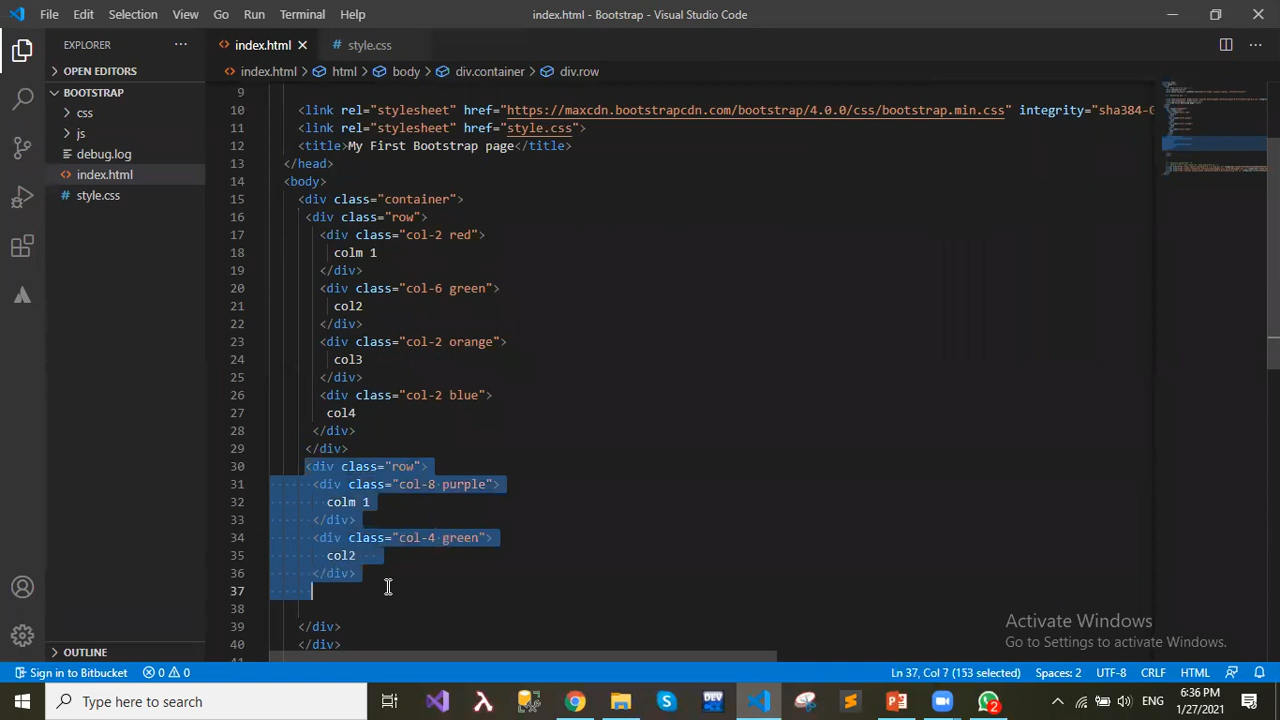 File Edit Selection View Go Run Terminal Help index.html - Bootstrap - Visual Studio Code
EXPLORER ··· index.html style.css
OPEN EDITORS index.html > html > body > div.container > div.row
BOOTSTRAP
css
js
debug.log
index.html
style.css
9
10 <link rel="stylesheet" href="https://maxcdn.bootstrapcdn.com/bootstrap/4.0.0/css/bootstrap.min.css" integrity="sha384-G
11 <link rel="stylesheet" href="style.css">
12 <title>My First Bootstrap page</title>
13 </head>
14 <body>
15 <div class="container">
16 <div class="row">
17 <div class="col-2 red">
18 colm 1
19 </div>
20 <div class="col-6 green">
21 col2
22 </div>
23 <div class="col-2 orange">
24 col3
25 </div>
26 <div class="col-2 blue">
27 col4
28 </div>
29 </div>
30 <div class="row">
31 <div class="col-8 purple">
32 colm 1
33 </div>
34 <div class="col-4 green">
35 col2
36 </div>
37
38
39 </div>
40 </div>
Activate Windows
Go to Settings to activate Windows.
OUTLINE
Sign in to Bitbucket 0 0 Ln 37, Col 7 (153 selected) Spaces: 2 UTF-8 CRLF HTML
Type here to search DEV 2 ENG 6:36 PM
1/27/2021